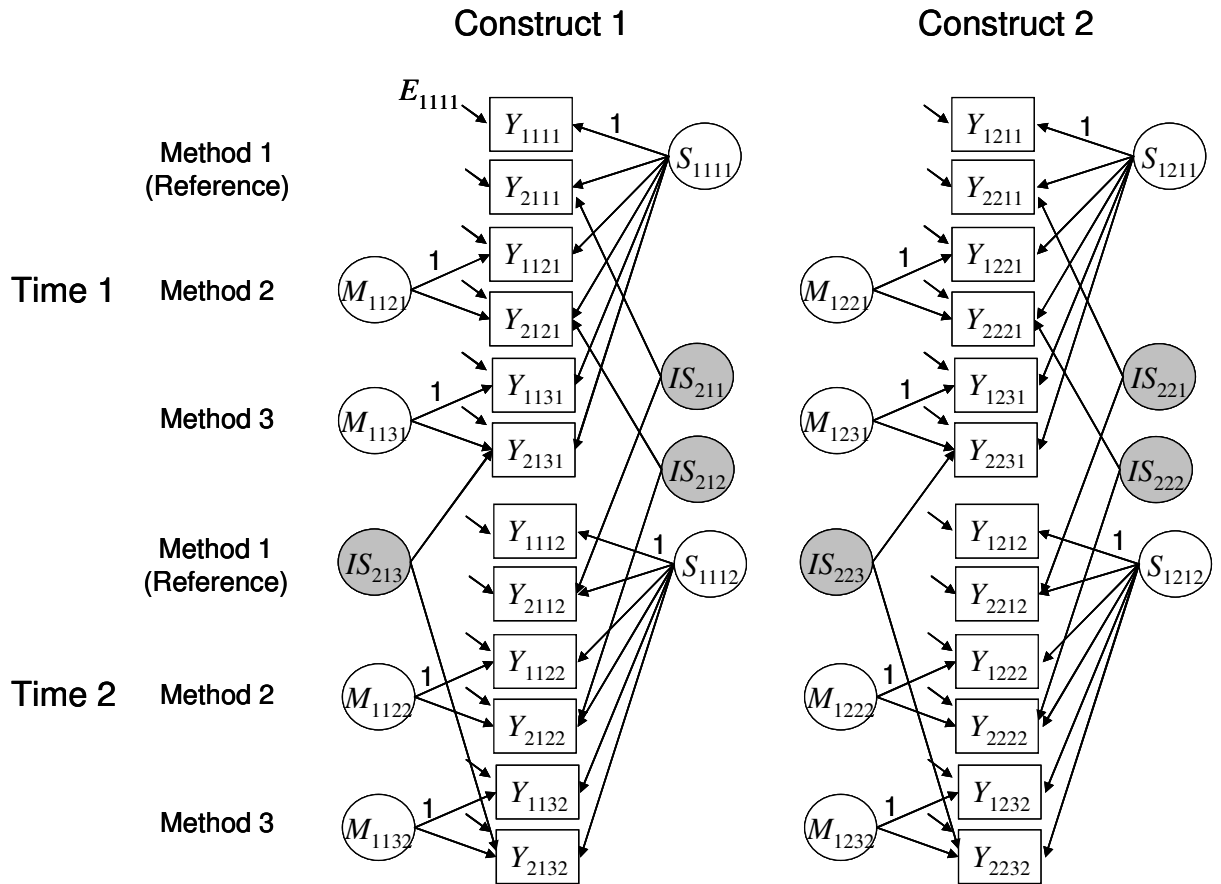 Construct 1
Construct 2
E1111
Y1111
1
S1111
Y1211
1
S1211
Method 1
(Reference)
Y2111
Y2211
Time 1
Method 2
M1121
1
Y1121
Y2121
M1221
1
Y1221
Y2221
Method 3
M1131
1
Y1131
Y2131
IS211
IS212
M1231
1
Y1231
Y2231
IS221
IS222
Method 1
(Reference)
IS213
Y1112
1
S1112
Y2112
IS223
Y1212
1
S1212
Y2212
Time 2
Method 2
M1122
1
Y1122
Y2122
M1222
1
Y1222
Y2222
Method 3
M1132
1
Y1132
Y2132
M1232
1
Y1232
Y2232